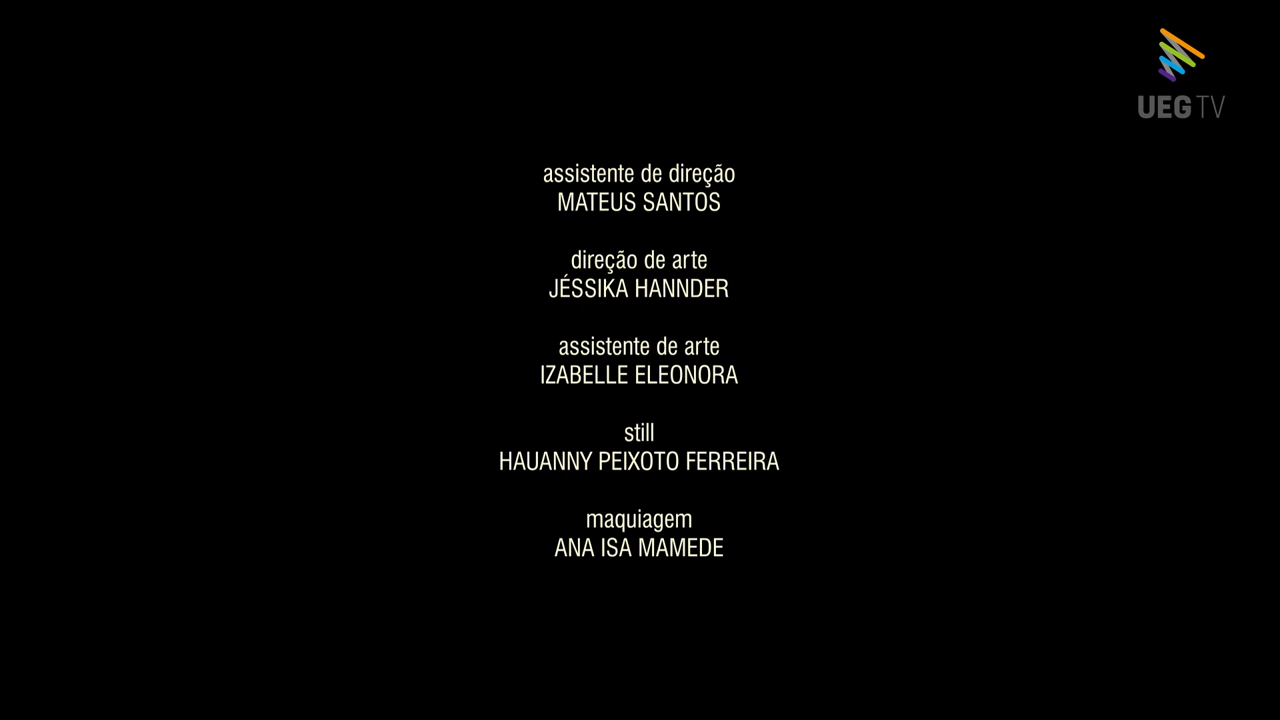 UEG TV
assistente de direção
MATEUS SANTOS
direção de arte
JÉSSIKA HANNDER
assistente de arte
IZABELLE ELEONORA
still
HAUANNY PEIXOTO FERREIRA
maquiagem
ANA ISA MAMEDE